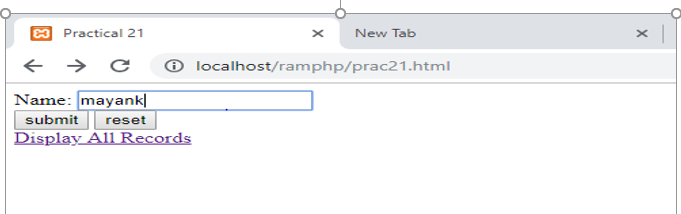 Practical 21 New Tab
localhost/ramphp/prac21.html
Name: mayank
submit reset
Display All Records